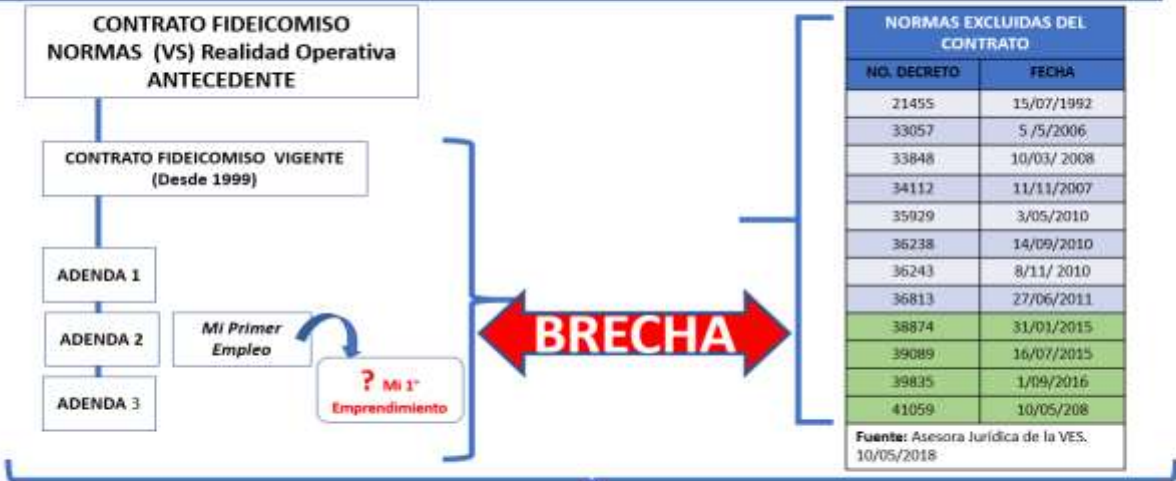 CONTRATO FIDEICOMISO
NORMAS (VS) Realidad Operativa
ANTECEDENTE
CONTRATO FIDEICOMISO VIGENTE
(Desde 1999)
ADENDA 1
ADENDA 2
Mi Primer
Empleo
? Mi 1°
Emprendimiento
ADENDA 3
BRECHA
NORMAS EXCLUIDAS DEL
CONTRATO
NO. DECRETO FECHA
21455 15/07/1992
33057 5 /5/2006
33848 10/03/ 2008
34112 11/11/2007
35929 3/05/2010
36238 14/09/2010
36243 8/11/ 2010
36813 27/06/2011
38874 31/01/2015
39089 16/07/2015
39835 1/09/2016
41059 10/05/208
Fuente: Asesora Jurídica de la VES.
10/05/2018